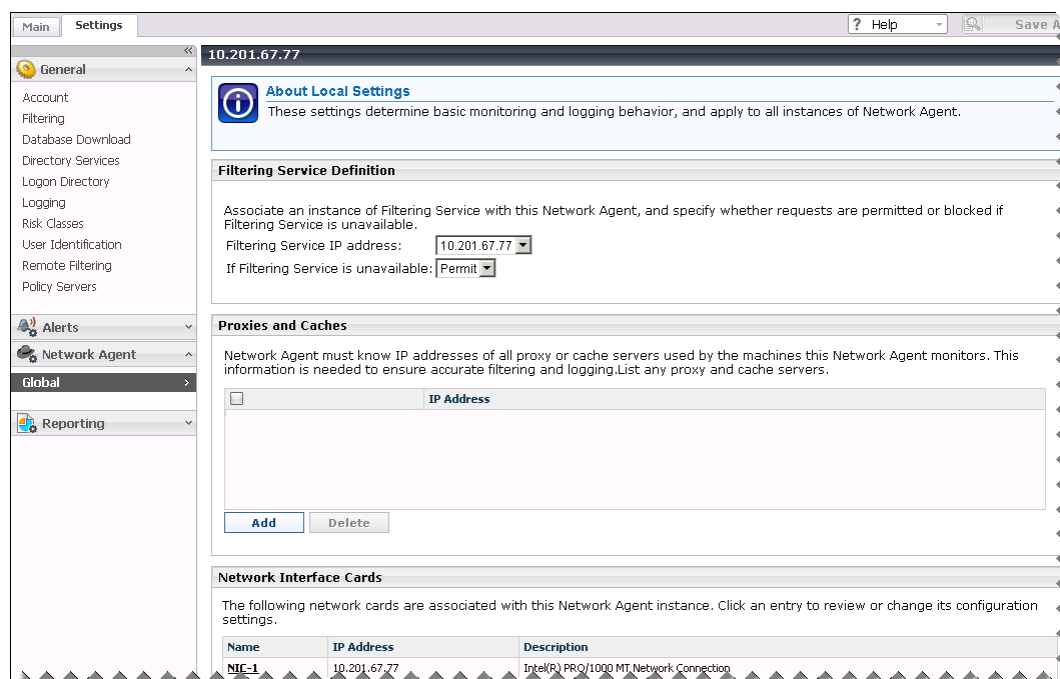 Main
Settings
? Help
Save A
General
Account
Filtering
Database Download
Directory Services
Logon Directory
Logging
Risk Classes
User Identification
Remote Filtering
Policy Servers
Alerts
Network Agent
Global
Reporting
10.201.67.77
About Local Settings
These settings determine basic monitoring and logging behavior, and apply to all instances of Network Agent.
Filtering Service Definition
Associate an instance of Filtering Service with this Network Agent, and specify whether requests are permitted or blocked if
Filtering Service is unavailable.
Filtering Service IP address: 10.201.67.77
If Filtering Service is unavailable: Permit
Proxies and Caches
Network Agent must know IP addresses of all proxy or cache servers used by the machines this Network Agent monitors. This
information is needed to ensure accurate filtering and logging.List any proxy and cache servers.
IP Address
Add Delete
Network Interface Cards
The following network cards are associated with this Network Agent instance. Click an entry to review or change its configuration
settings.
Name IP Address Description
NIC-1 10.201.67.77 Intel(R) PRO/1000 MT Network Connection